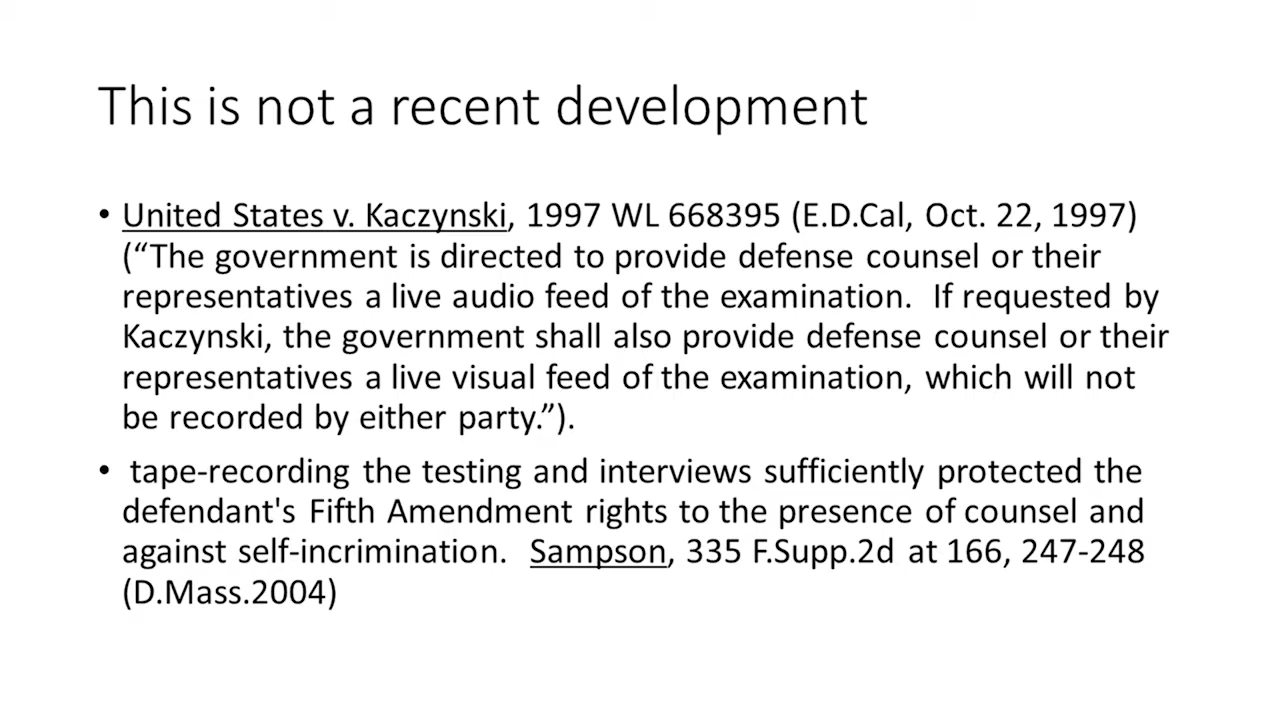 This is not a recent development
• United States v. Kaczynski, 1997 WL 668395 (E.D.Cal, Oct. 22, 1997)
(“The government is directed to provide defense counsel or their
representatives a live audio feed of the examination.  If requested by
Kaczynski, the government shall also provide defense counsel or their
representatives a live visual feed of the examination, which will not
be recorded by either party.”).
• tape-recording the testing and interviews sufficiently protected the
defendant's Fifth Amendment rights to the presence of counsel and
against self-incrimination.  Sampson, 335 F.Supp.2d at 166, 247-248
(D.Mass.2004)